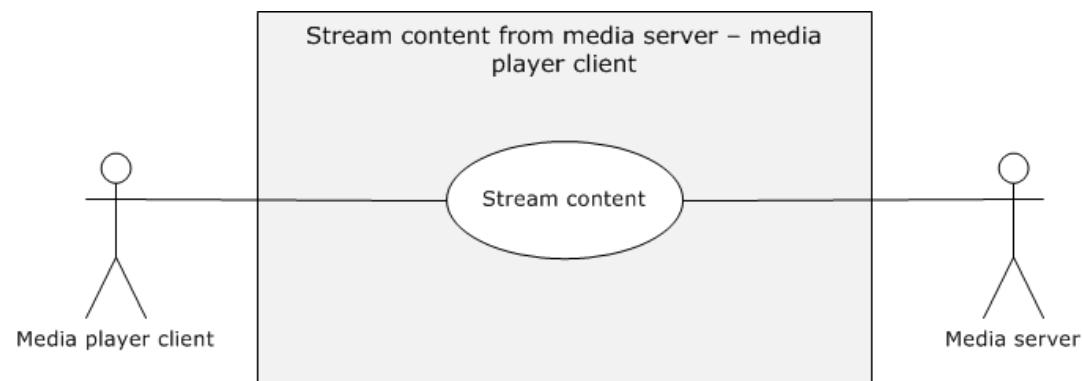 Stream content from media server – media
player client
Stream content
Media player client
Media server